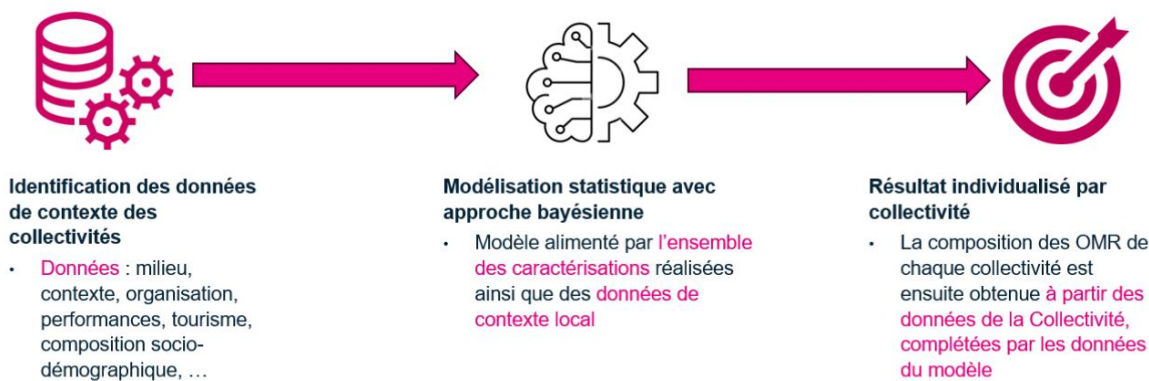 Identification des données
de contexte des
collectivités
• Données : milieu,
contexte, organisation,
performances, tourisme,
composition socio-
démographique, …
Modélisation statistique avec
approche bayésienne
• Modèle alimenté par l'ensemble
des caractérisations réalisées
ainsi que des données de
contexte local
Résultat individualisé par
collectivité
• La composition des OMR de
chaque collectivité est
ensuite obtenue à partir des
données de la Collectivité,
complétées par les données
du modèle